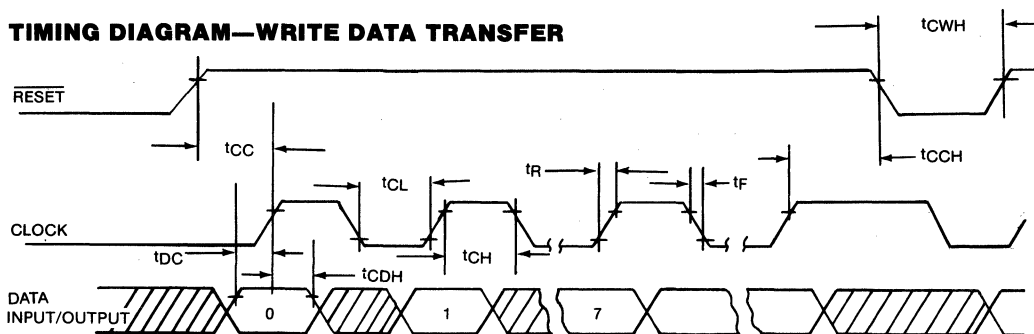 TIMING DIAGRAM—WRITE DATA TRANSFER
tCWH
RESET
tCC
tCCH
tR
tF
tCL
CLOCK
tDC
tCH
tCDH
DATA
INPUT/OUTPUT
0
1
7